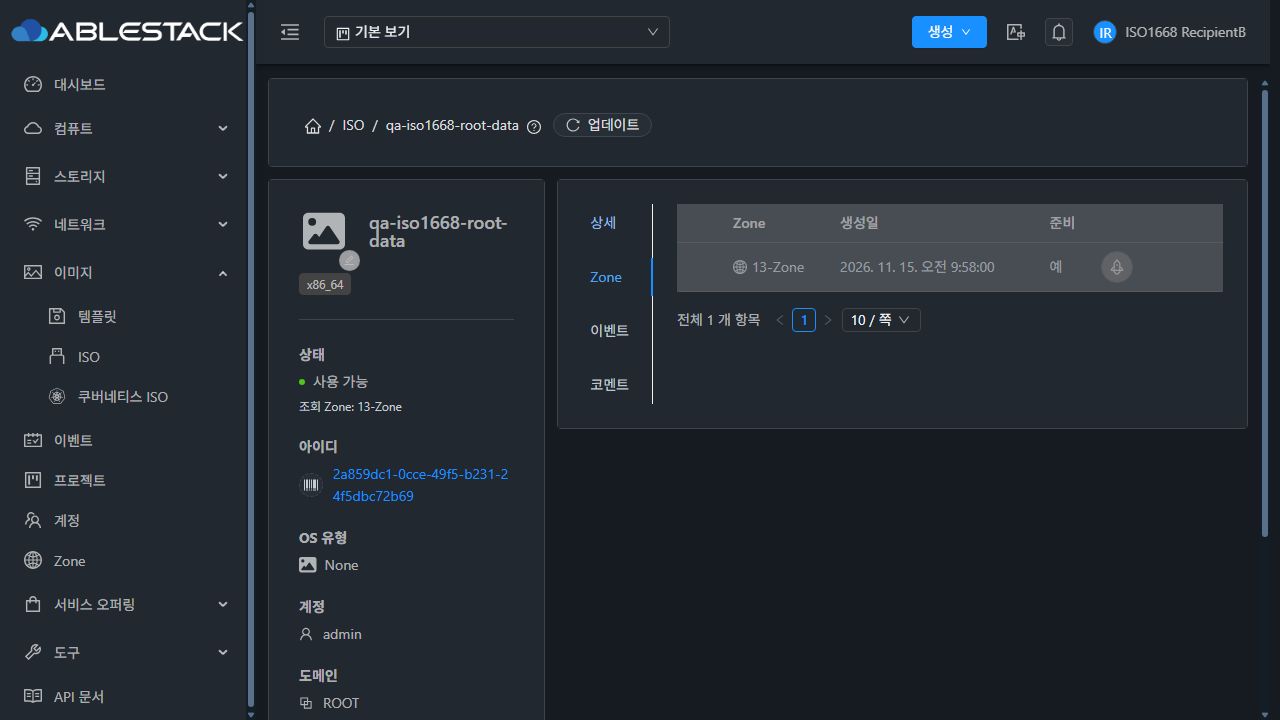 ABLESTACK
기본 보기
생성
IR
ISO1668 RecipientB
대시보드
컴퓨트
스토리지
네트워크
이미지
템플릿
ISO
쿠버네티스 ISO
이벤트
프로젝트
계정
Zone
서비스 오퍼링
도구
API 문서
/ ISO / qa-iso1668-root-data
업데이트
qa-iso1668-root-
data
x86_64
상태
사용 가능
조회 Zone: 13-Zone
아이디
2a859dc1-0cce-49f5-b231-2
4f5dbc72b69
OS 유형
None
계정
admin
도메인
ROOT
상세
Zone
이벤트
코멘트
Zone 생성일 준비
13-Zone 2026. 11. 15. 오전 9:58:00 예
전체 1 개 항목 1 10 / 쪽